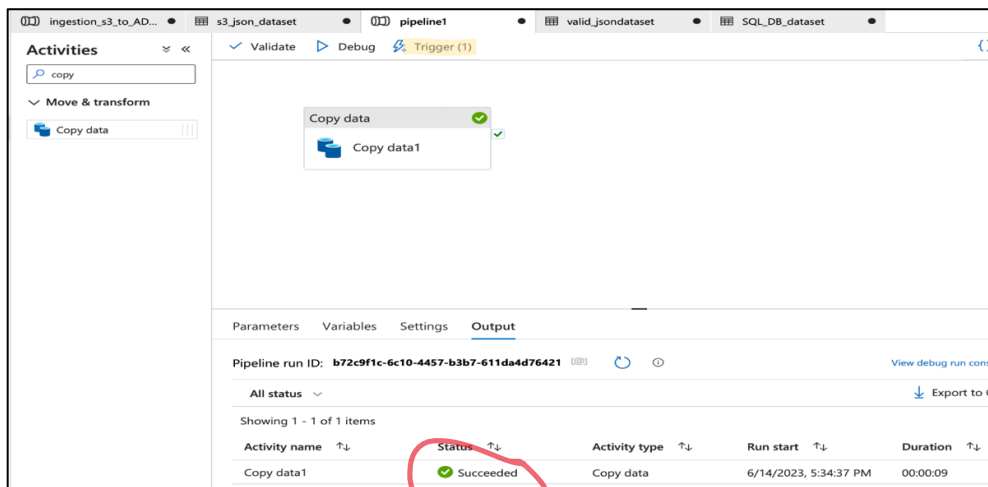 ingestion_s3_to_AD... s3_json_dataset pipeline1 valid_jsondataset SQL_DB_dataset
Activities
Validate Debug Trigger (1) {}
copy
Move & transform
Copy data
Copy data
Copy data1
Parameters Variables Settings Output
Pipeline run ID: b72c9f1c-6c10-4457-b3b7-611da4d76421 View debug run cons
All status Export to
Showing 1 - 1 of 1 items
Activity name Status Activity type Run start Duration
Copy data1 Succeeded Copy data 6/14/2023, 5:34:37 PM 00:00:09